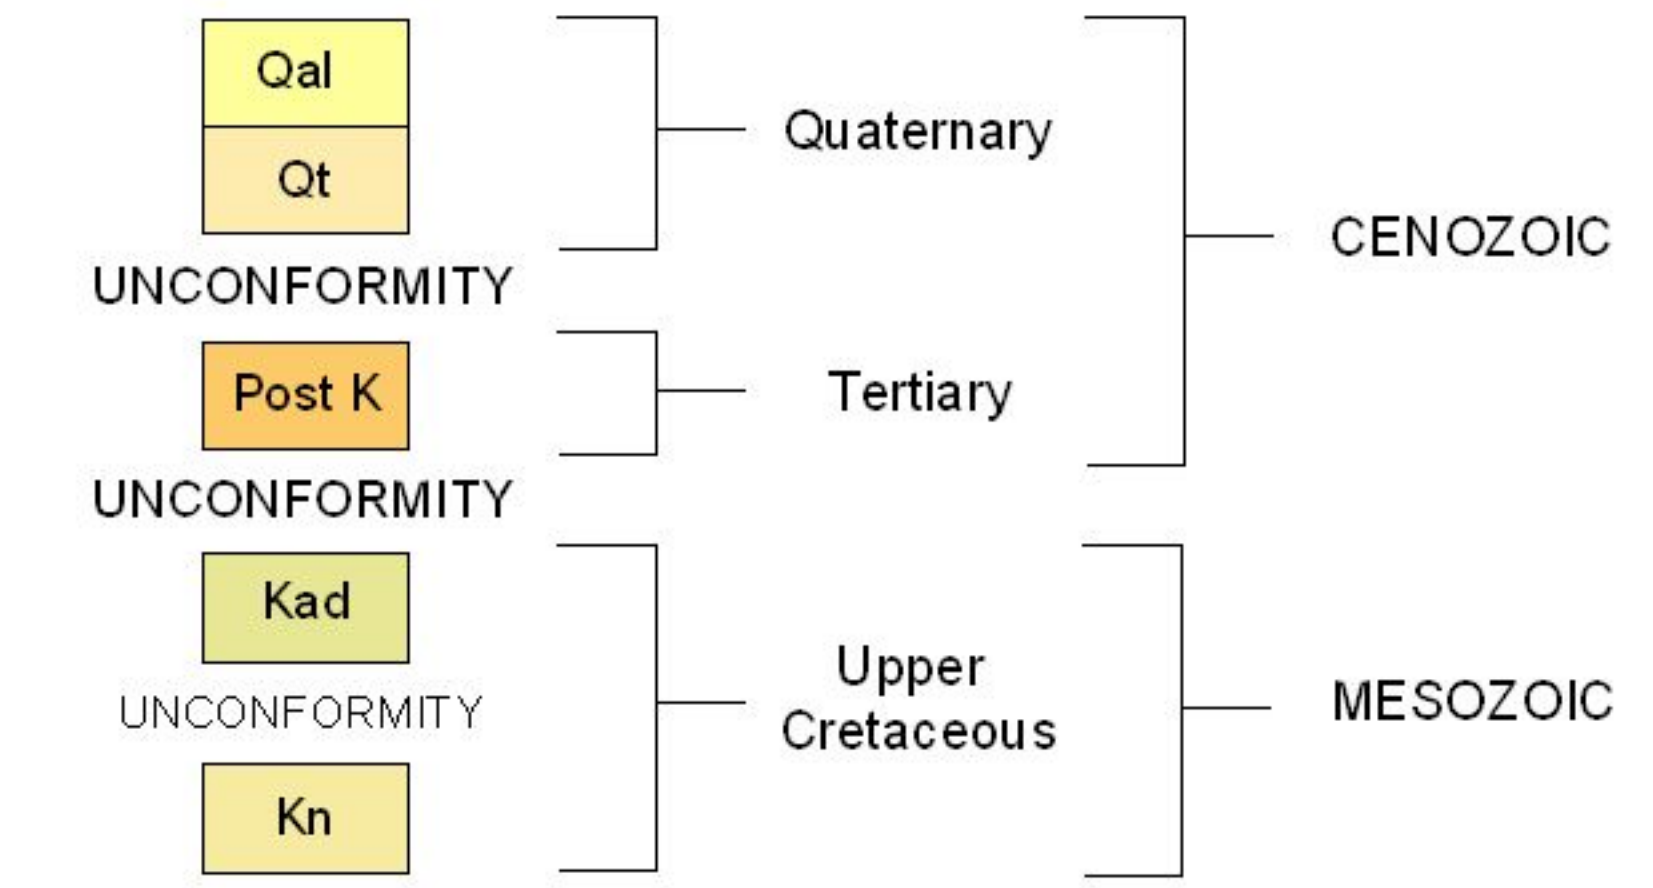 Qal
Qt
Quaternary
UNCONFORMITY
CENOZOIC
Post K
Tertiary
UNCONFORMITY
Kad
Upper
Cretaceous
UNCONFORMITY
MESOZOIC
Kn